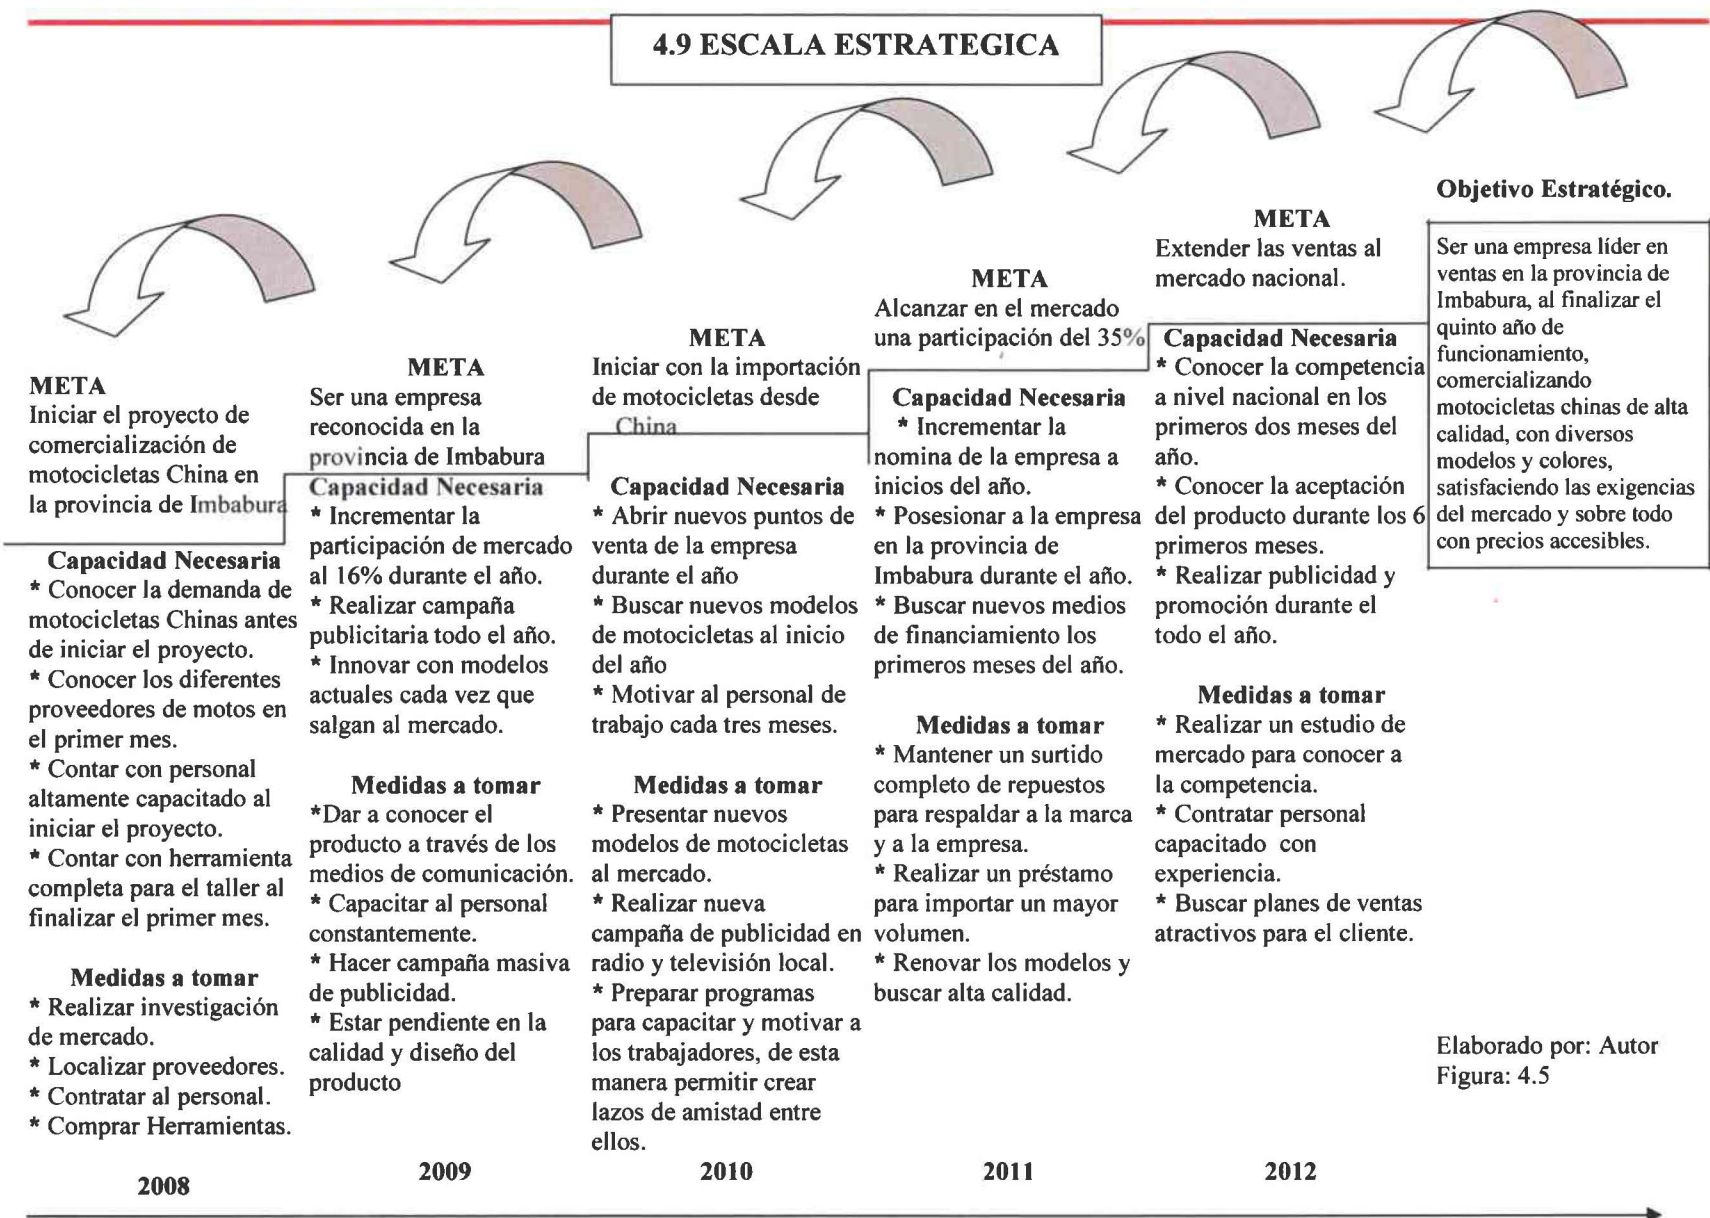 4.9 ESCALA ESTRATEGICA
META
Iniciar el proyecto de
comercialización de
motocicletas China en
la provincia de Imbabura
Capacidad Necesaria
* Conocer la demanda de
motocicletas Chinas antes
de iniciar el proyecto.
* Conocer los diferentes
proveedores de motos en
el primer mes.
* Contar con personal
altamente capacitado al
iniciar el proyecto.
* Contar con herramienta
completa para el taller al
finalizar el primer mes.
Medidas a tomar
* Realizar investigación
de mercado.
* Localizar proveedores.
* Contratar al personal.
* Comprar Herramientas.
2008
META
Ser una empresa
reconocida en la
provincia de Imbabura
Capacidad Necesaria
* Incrementar la
participación de mercado
al 16% durante el año.
* Realizar campaña
publicitaria todo el año.
* Innovar con modelos
actuales cada vez que
salgan al mercado.
Medidas a tomar
*Dar a conocer el
producto a través de los
medios de comunicación.
* Capacitar al personal
constantemente.
* Hacer campaña masiva
de publicidad.
* Estar pendiente en la
calidad y diseño del
producto
2009
META
Iniciar con la importación
de motocicletas desde
China
Capacidad Necesaria
* Abrir nuevos puntos de
venta de la empresa
durante el año
* Buscar nuevos modelos
de motocicletas al inicio
del año
* Motivar al personal de
trabajo cada tres meses.
Medidas a tomar
* Presentar nuevos
modelos de motocicletas
al mercado.
* Realizar nueva
campaña de publicidad en
radio y televisión local.
* Preparar programas
para capacitar y motivar a
los trabajadores, de esta
manera permitir crear
lazos de amistad entre
ellos.
2010
META
Alcanzar en el mercado
una participación del 35%
Capacidad Necesaria
* Incrementar la
nomina de la empresa a
inicios del año.
* Posesionar a la empresa
en la provincia de
Imbabura durante el año.
* Buscar nuevos medios
de financiamiento los
primeros meses del año.
Medidas a tomar
* Mantener un surtido
completo de repuestos
para respaldar a la marca
y a la empresa.
* Realizar un préstamo
para importar un mayor
volumen.
* Renovar los modelos y
buscar alta calidad.
2011
META
Extender las ventas al
mercado nacional.
Capacidad Necesaria
* Conocer la competencia
a nivel nacional en los
primeros dos meses del
año.
* Conocer la aceptación
del producto durante los 6
primeros meses.
* Realizar publicidad y
promoción durante el
todo el año.
Medidas a tomar
* Realizar un estudio de
mercado para conocer a
la competencia.
* Contratar personal
capacitado con
experiencia.
* Buscar planes de ventas
atractivos para el cliente.
2012
Objetivo Estratégico.
Ser una empresa líder en
ventas en la provincia de
Imbabura, al finalizar el
quinto año de
funcionamiento,
comercializando
motocicletas chinas de alta
calidad, con diversos
modelos y colores,
satisfaciendo las exigencias
del mercado y sobre todo
con precios accesibles.
Elaborado por: Autor
Figura: 4.5